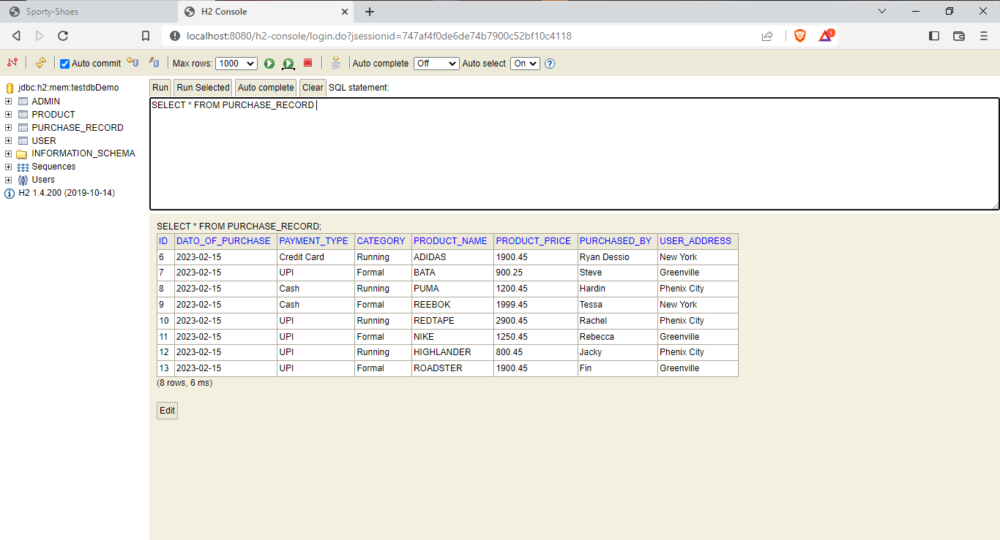 Sporty-Shoes
H2 Console
localhost:8080/h2-console/login.do?jsessionid=747af4f0de6de74b7900c52bf10c4118
1
Auto commit Max rows: 1000 Auto complete Off Auto select On ?
jdbc:h2:mem:testdbDemo
ADMIN
PRODUCT
PURCHASE_RECORD
USER
INFORMATION_SCHEMA
Sequences
Users
H2 1.4.200 (2019-10-14)
Run Run Selected Auto complete Clear SQL statement:
SELECT * FROM PURCHASE_RECORD
SELECT * FROM PURCHASE_RECORD;
ID DATO_OF_PURCHASE PAYMENT_TYPE CATEGORY PRODUCT_NAME PRODUCT_PRICE PURCHASED_BY USER_ADDRESS
6 2023-02-15 Credit Card Running ADIDAS 1900.45 Ryan Dessio New York
7 2023-02-15 UPI Formal BATA 900.25 Steve Greenville
8 2023-02-15 Cash Running PUMA 1200.45 Hardin Phenix City
9 2023-02-15 Cash Formal REEBOK 1999.45 Tessa New York
10 2023-02-15 UPI Running REDTAPE 2900.45 Rachel Phenix City
11 2023-02-15 UPI Formal NIKE 1250.45 Rebecca Greenville
12 2023-02-15 UPI Running HIGHLANDER 800.45 Jacky Phenix City
13 2023-02-15 UPI Formal ROADSTER 1900.45 Fin Greenville
(8 rows, 6 ms)
Edit